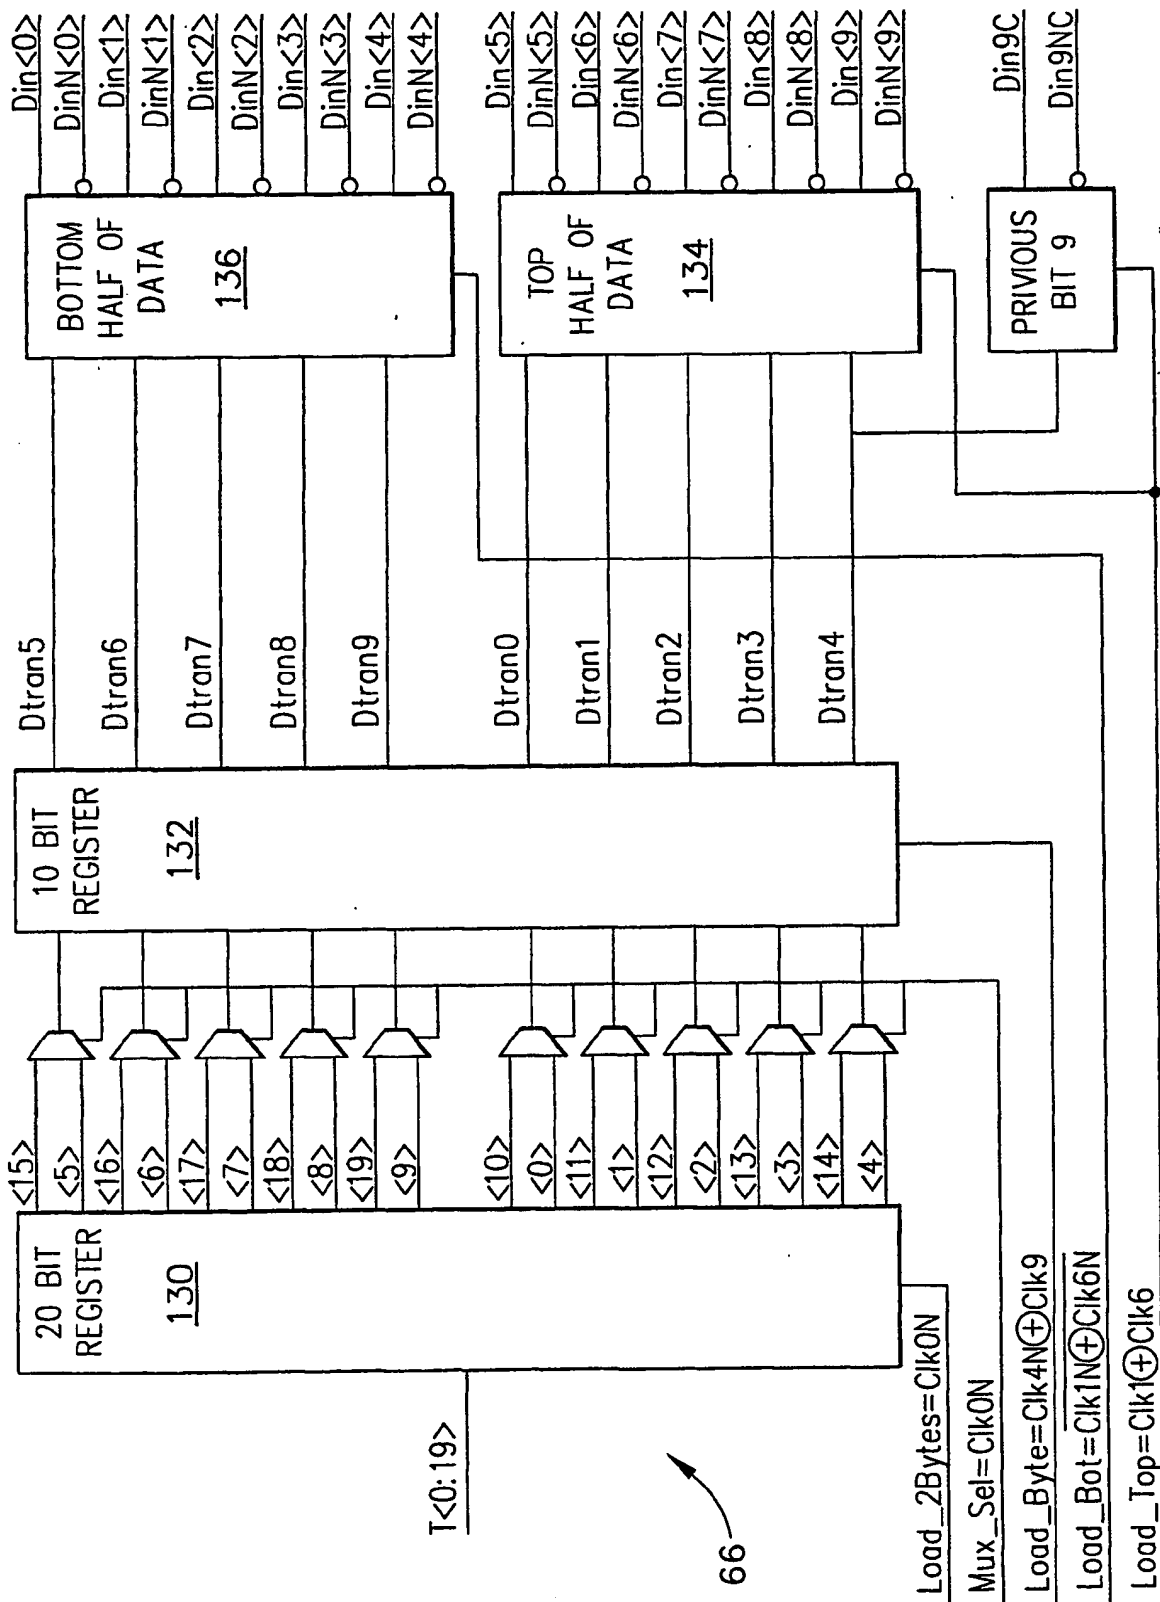 T<0:19>
66
20 BIT
REGISTER
130
<15>
<5>
<16>
<6>
<17>
<7>
<18>
<8>
<19>
<9>
<10>
<0>
<11>
<1>
<12>
<2>
<13>
<3>
<14>
<4>
10 BIT
REGISTER
132
Dtran5
Dtran6
Dtran7
Dtran8
Dtran9
Dtran0
Dtran1
Dtran2
Dtran3
Dtran4
BOTTOM
HALF OF
DATA
136
TOP
HALF OF
DATA
134
PRIVIOUS
BIT 9
Din<0>
DinN<0>
Din<1>
DinN<1>
Din<2>
DinN<2>
Din<3>
DinN<3>
Din<4>
DinN<4>
Din<5>
DinN<5>
Din<6>
DinN<6>
Din<7>
DinN<7>
Din<8>
DinN<8>
Din<9>
DinN<9>
Din9C
Din9NC
Load_2Bytes=Clk0N
Mux_Sel=Clk0N
Load_Byte=Clk4N⊕Clk9
Load_Bot=Clk1N⊕Clk6N
Load_Top=Clk1⊕Clk6